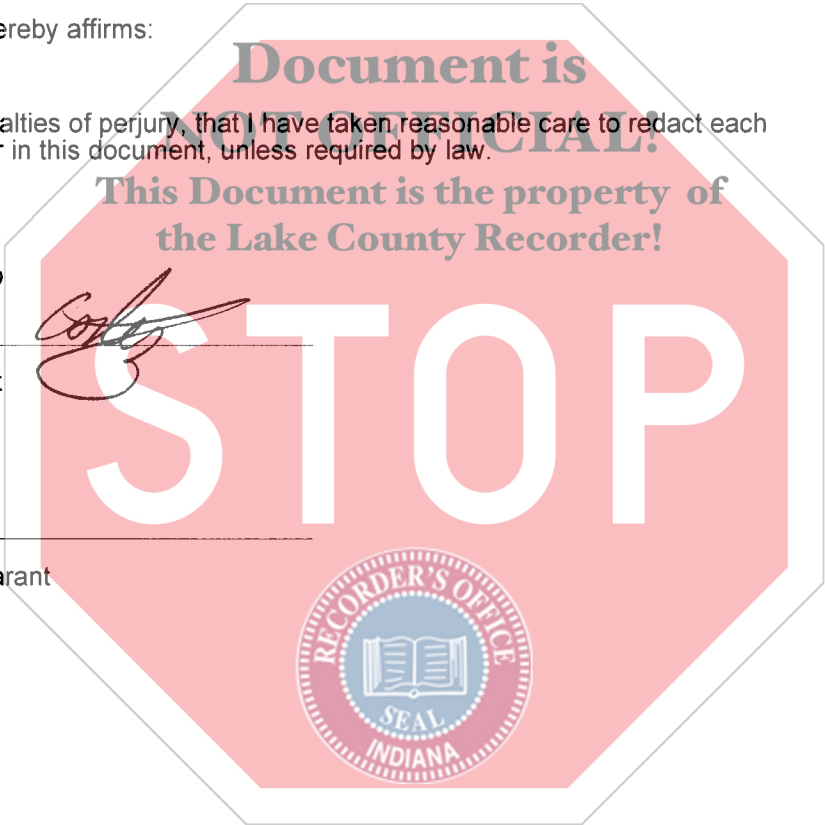 ereby affirms:
Document is
alties of perjury, that I have taken reasonable care to redact each
NOT OFFICIAL!
r in this document, unless required by law.
This Document is the property of
the Lake County Recorder!
STOP
arant
RECORDER'S OFFICE
SEAL
INDIANA